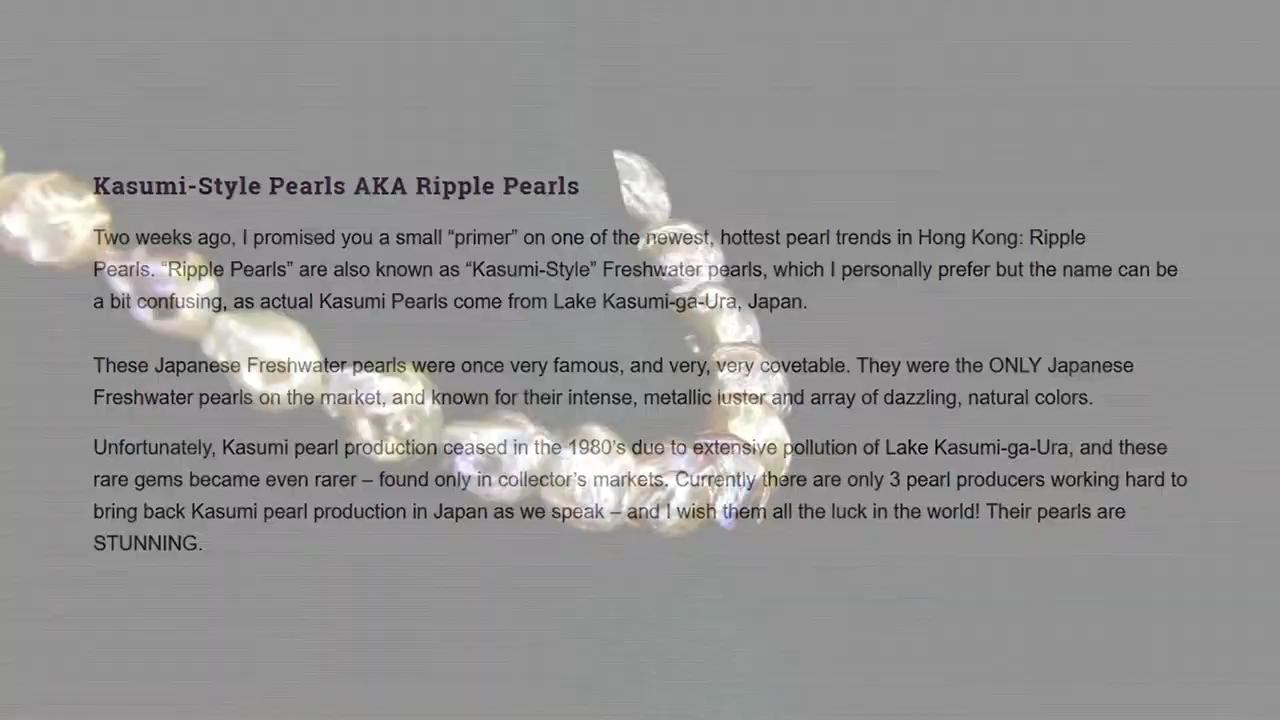 Kasumi-Style Pearls AKA Ripple Pearls
Two weeks ago, I promised you a small “primer” on one of the newest, hottest pearl trends in Hong Kong: Ripple
Pearls. “Ripple Pearls” are also known as “Kasumi-Style” Freshwater pearls, which I personally prefer but the name can be
a bit confusing, as actual Kasumi Pearls come from Lake Kasumi-ga-Ura, Japan.
These Japanese Freshwater pearls were once very famous, and very, very covetable. They were the ONLY Japanese
Freshwater pearls on the market, and known for their intense, metallic luster and array of dazzling, natural colors.
Unfortunately, Kasumi pearl production ceased in the 1980’s due to extensive pollution of Lake Kasumi-ga-Ura, and these
rare gems became even rarer – found only in collector’s markets. Currently there are only 3 pearl producers working hard to
bring back Kasumi pearl production in Japan as we speak – and I wish them all the luck in the world! Their pearls are
STUNNING.